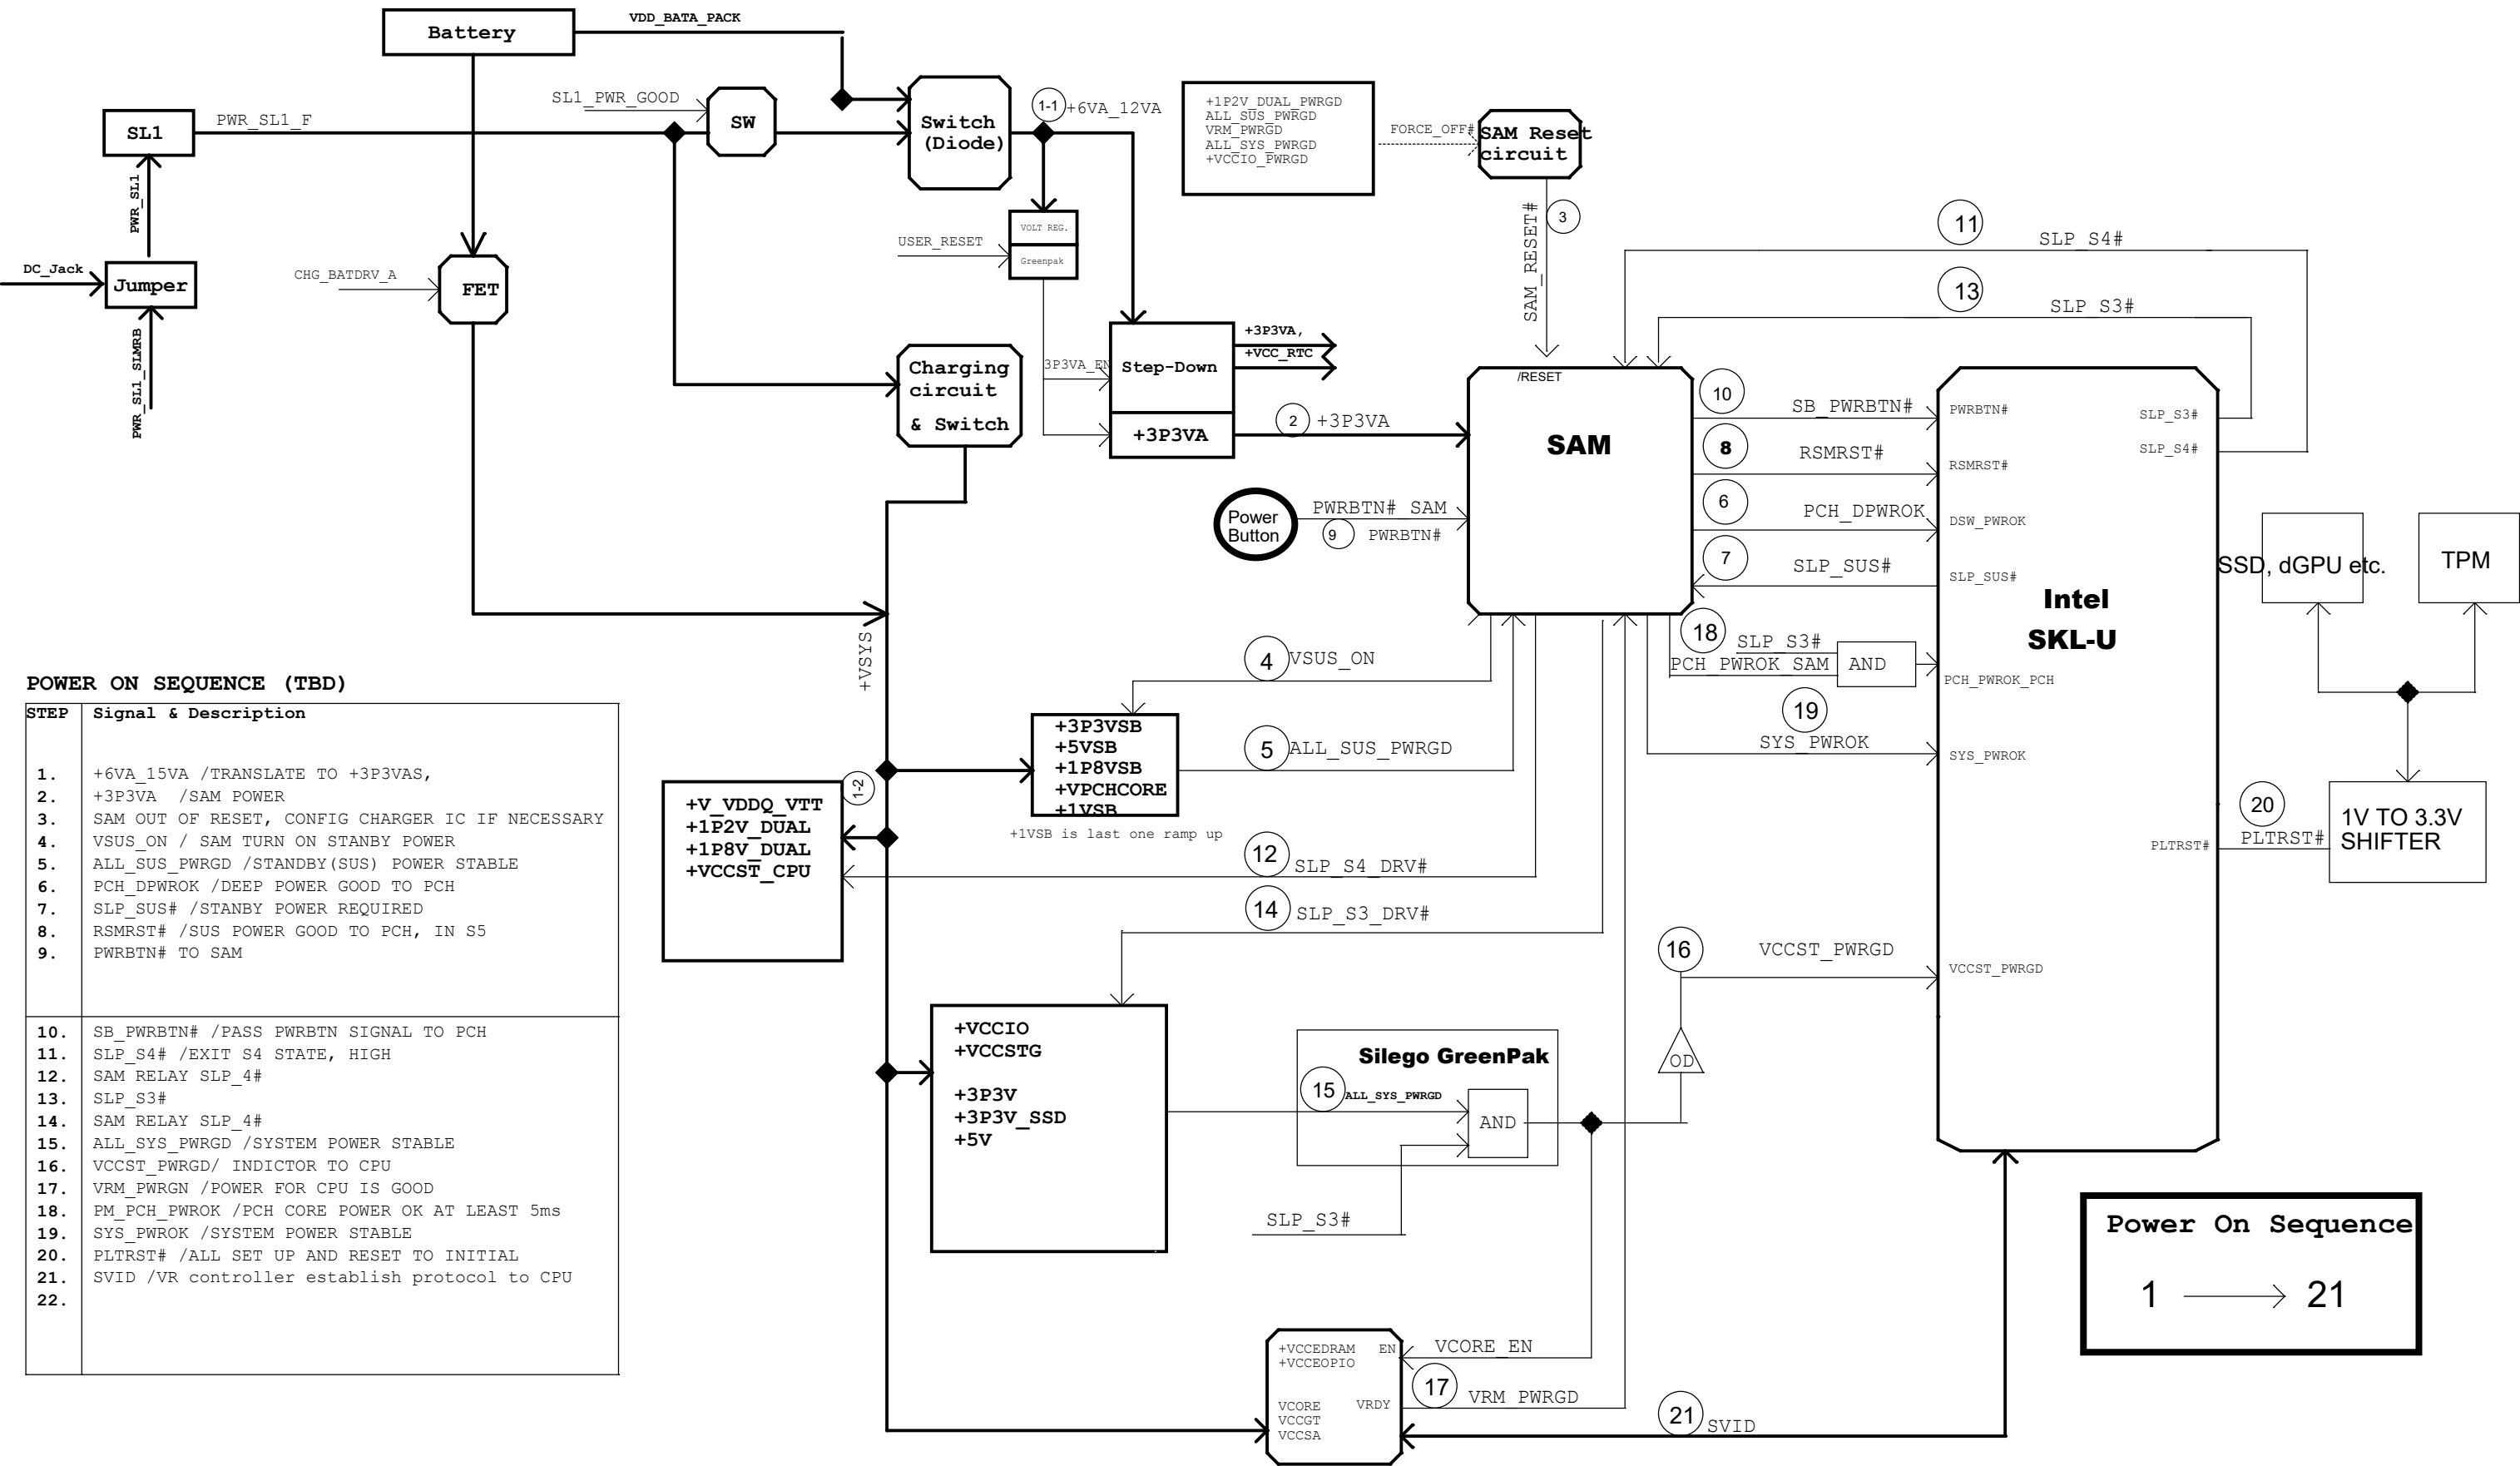 Battery
VDD_BATA_PACK
SL1_PWR_GOOD
SW
Switch
(Diode)
1-1
+6VA_12VA
SL1
PWR_SL1_F
PWR_SL1
DC_Jack
Jumper
PWR_SL1_SLMRB
CHG_BATDRV_A
FET
VOLT REG.
Greenpak
USER_RESET
+1P2V_DUAL_PWRGD
ALL_SUS_PWRGD
VRM_PWRGD
ALL_SYS_PWRGD
+VCCIO_PWRGD
FORCE_OFF#
SAM Reset
circuit
SAM_RESET#
3
Charging
circuit
& Switch
3P3VA_EN
Step-Down
+3P3VA
+3P3VA,
+VCC_RTC
2
+3P3VA
11
SLP_S4#
13
SLP_S3#
/RESET
SAM
Power
Button
PWRBTN#_SAM
9
PWRBTN#
10
SB_PWRBTN#
8
RSMRST#
6
PCH_DPWROK
7
SLP_SUS#
18
SLP_S3#
PCH_PWROK_SAM
AND
19
SYS_PWROK
PWRBTN#
RSMRST#
DSW_PWROK
SLP_SUS#
PCH_PWROK_PCH
SYS_PWROK
VCCST_PWRGD
SLP_S3#
SLP_S4#
PLTRST#
Intel
SKL-U
SSD, dGPU etc.
TPM
20
PLTRST#
1V TO 3.3V
SHIFTER
+VSYS
4
VSUS_ON
5
ALL_SUS_PWRGD
+3P3VSB
+5VSB
+1P8VSB
+VPCHCORE
+1VSB
+1VSB is last one ramp up
1-2
+V_VDDQ_VTT
+1P2V_DUAL
+1P8V_DUAL
+VCCST_CPU
12
SLP_S4_DRV#
14
SLP_S3_DRV#
16
VCCST_PWRGD
OD
+VCCIO
+VCCSTG
+3P3V
+3P3V_SSD
+5V
Silego GreenPak
15
ALL_SYS_PWRGD
AND
SLP_S3#
+VCCEDRAM
+VCCEOPIO
EN
VCORE
VCCGT
VCCSA
VRDY
VCORE_EN
17
VRM_PWRGD
21
SVID
POWER ON SEQUENCE (TBD)
STEP Signal & Description
1. +6VA_15VA /TRANSLATE TO +3P3VAS,
2. +3P3VA /SAM POWER
3. SAM OUT OF RESET, CONFIG CHARGER IC IF NECESSARY
4. VSUS_ON / SAM TURN ON STANBY POWER
5. ALL_SUS_PWRGD /STANDBY(SUS) POWER STABLE
6. PCH_DPWROK /DEEP POWER GOOD TO PCH
7. SLP_SUS# /STANBY POWER REQUIRED
8. RSMRST# /SUS POWER GOOD TO PCH, IN S5
9. PWRBTN# TO SAM
10. SB_PWRBTN# /PASS PWRBTN SIGNAL TO PCH
11. SLP_S4# /EXIT S4 STATE, HIGH
12. SAM RELAY SLP_4#
13. SLP_S3#
14. SAM RELAY SLP_4#
15. ALL_SYS_PWRGD /SYSTEM POWER STABLE
16. VCCST_PWRGD/ INDICTOR TO CPU
17. VRM_PWRGN /POWER FOR CPU IS GOOD
18. PM_PCH_PWROK /PCH CORE POWER OK AT LEAST 5ms
19. SYS_PWROK /SYSTEM POWER STABLE
20. PLTRST# /ALL SET UP AND RESET TO INITIAL
21. SVID /VR controller establish protocol to CPU
22.
Power On Sequence
1 21